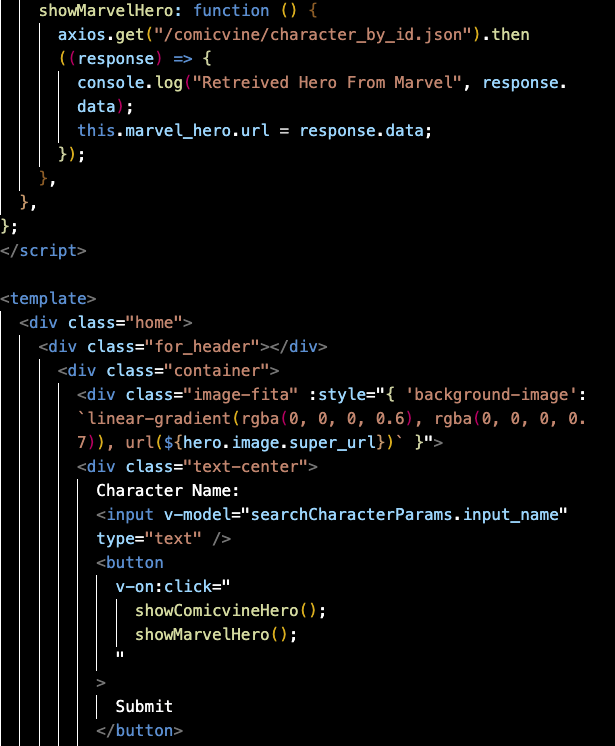 showMarvelHero: function () {
axios.get("/comicvine/character_by_id.json").then
((response) => {
console.log("Retreived Hero From Marvel", response.
data);
this.marvel_hero.url = response.data;
});
},
},
};
</script>
<template>
<div class="home">
<div class="for_header"></div>
<div class="container">
<div class="image-fita" :style="{ 'background-image':
`linear-gradient(rgba(0, 0, 0, 0.6), rgba(0, 0, 0, 0.
7)), url(${hero.image.super_url})` }">
<div class="text-center">
Character Name:
<input v-model="searchCharacterParams.input_name"
type="text" />
<button
v-on:click="
showComicvineHero();
showMarvelHero();
"
>
Submit
</button>